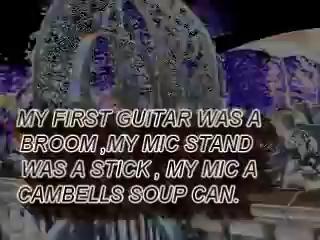 MY FIRST GUITAR WAS A
BROOM ,MY MIC STAND
WAS A STICK , MY MIC A
CAMBELLS SOUP CAN.